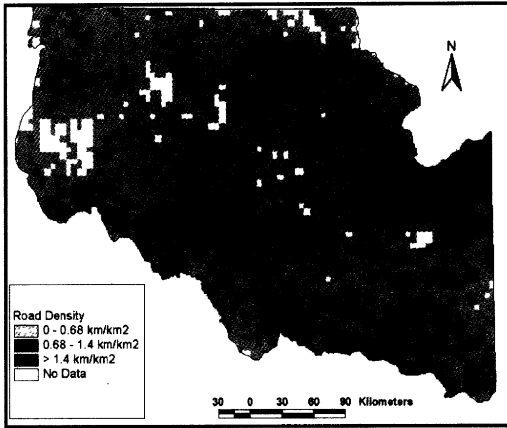 N
Road Density
0 - 0.68 km/km2
0.68 - 1.4 km/km2
> 1.4 km/km2
No Data
30 0 30 60 90 Kilometers